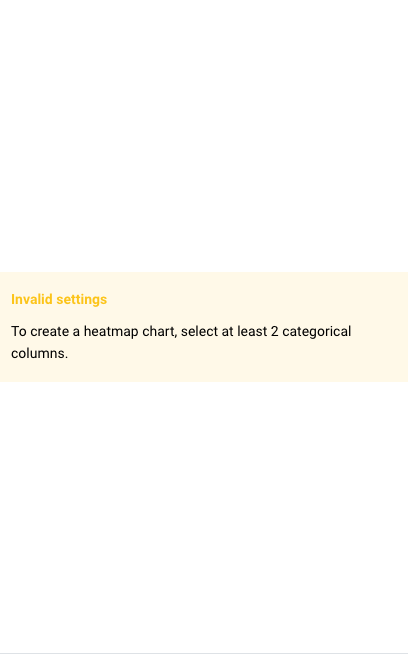 Invalid settings
To create a heatmap chart, select at least 2 categorical
columns.